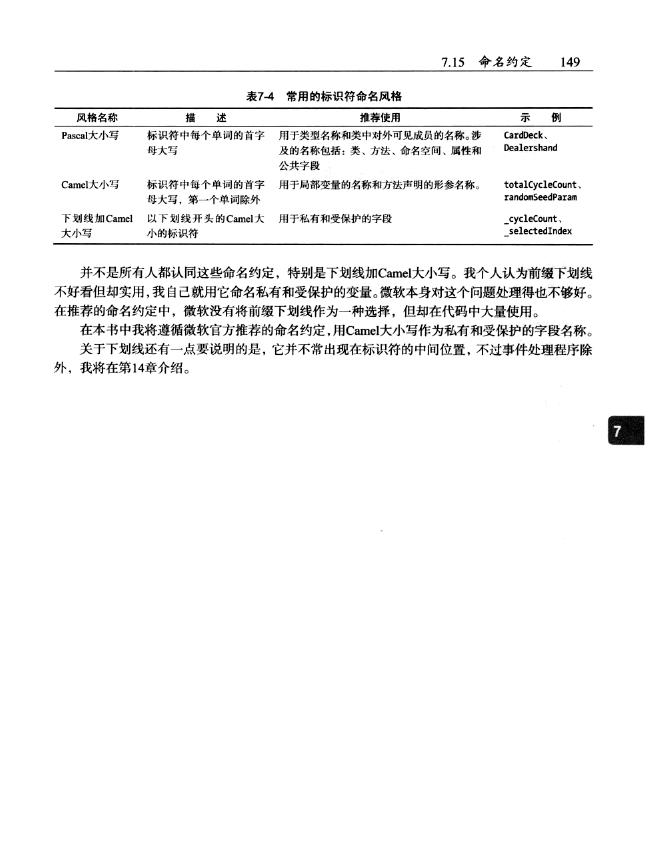 7.15 命名约定 149
表7-4 常用的标识符命名风格
风格名称 描 述 推荐使用 示 例
Pascal大小写 标识符中每个单词的首字 用于类型名称和类中对外可见成员的名称。涉 CardDeck、
母大写 及的名称包括：类、方法、命名空间、属性和 Dealershand
公共字段
Camel大小写 标识符中每个单词的首字 用于局部变量的名称和方法声明的形参名称。 totalCycleCount、
母大写，第一个单词除外 randomSeedParam
下划线加Camel 以下划线开头的Camel大 用于私有和受保护的字段 _cycleCount、
大小写 小的标识符 _selectedIndex
并不是所有人都认同这些命名约定，特别是下划线加Camel大小写。我个人认为前缀下划线
不好看但却实用，我自己就用它命名私有和受保护的变量。微软本身对这个问题处理得也不够好。
在推荐的命名约定中，微软没有将前缀下划线作为一种选择，但却在代码中大量使用。
在本书中我将遵循微软官方推荐的命名约定，用Camel大小写作为私有和受保护的字段名称。
关于下划线还有一点要说明的是，它并不常出现在标识符的中间位置，不过事件处理程序除
外，我将在第14章介绍。
7